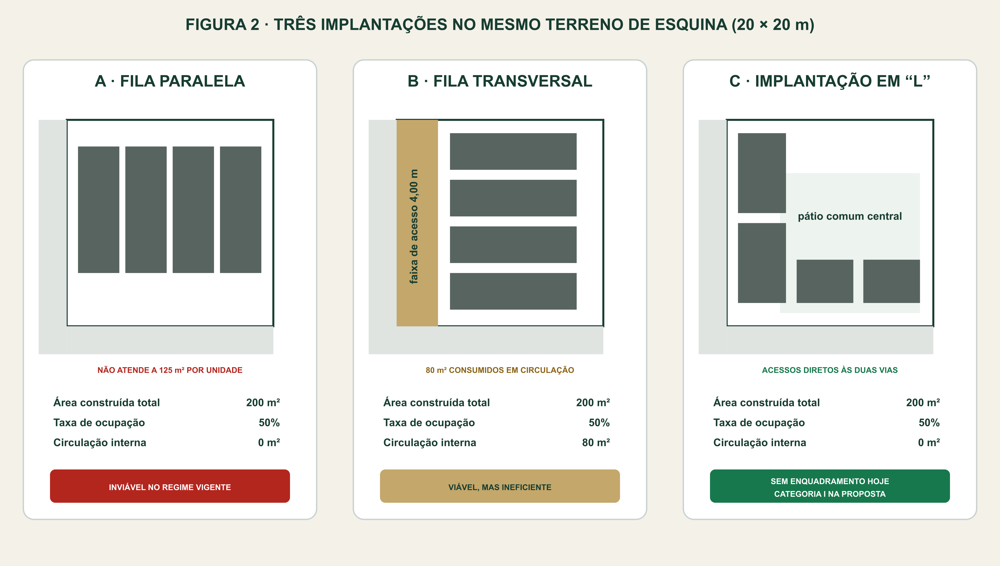 FIGURA 2 · TRÊS IMPLANTAÇÕES NO MESMO TERRENO DE ESQUINA (20 × 20 m)
A · FILA PARALELA
NÃO ATENDE A 125 m² POR UNIDADE
Área construída total 200 m²
Taxa de ocupação 50%
Circulação interna 0 m²
INVIÁVEL NO REGIME VIGENTE
B · FILA TRANSVERSAL
faixa de acesso 4,00 m
80 m² CONSUMIDOS EM CIRCULAÇÃO
Área construída total 200 m²
Taxa de ocupação 50%
Circulação interna 80 m²
VIÁVEL, MAS INEFICIENTE
C · IMPLANTAÇÃO EM “L”
pátio comum central
ACESSOS DIRETOS ÀS DUAS VIAS
Área construída total 200 m²
Taxa de ocupação 50%
Circulação interna 0 m²
SEM ENQUADRAMENTO HOJE
CATEGORIA I NA PROPOSTA